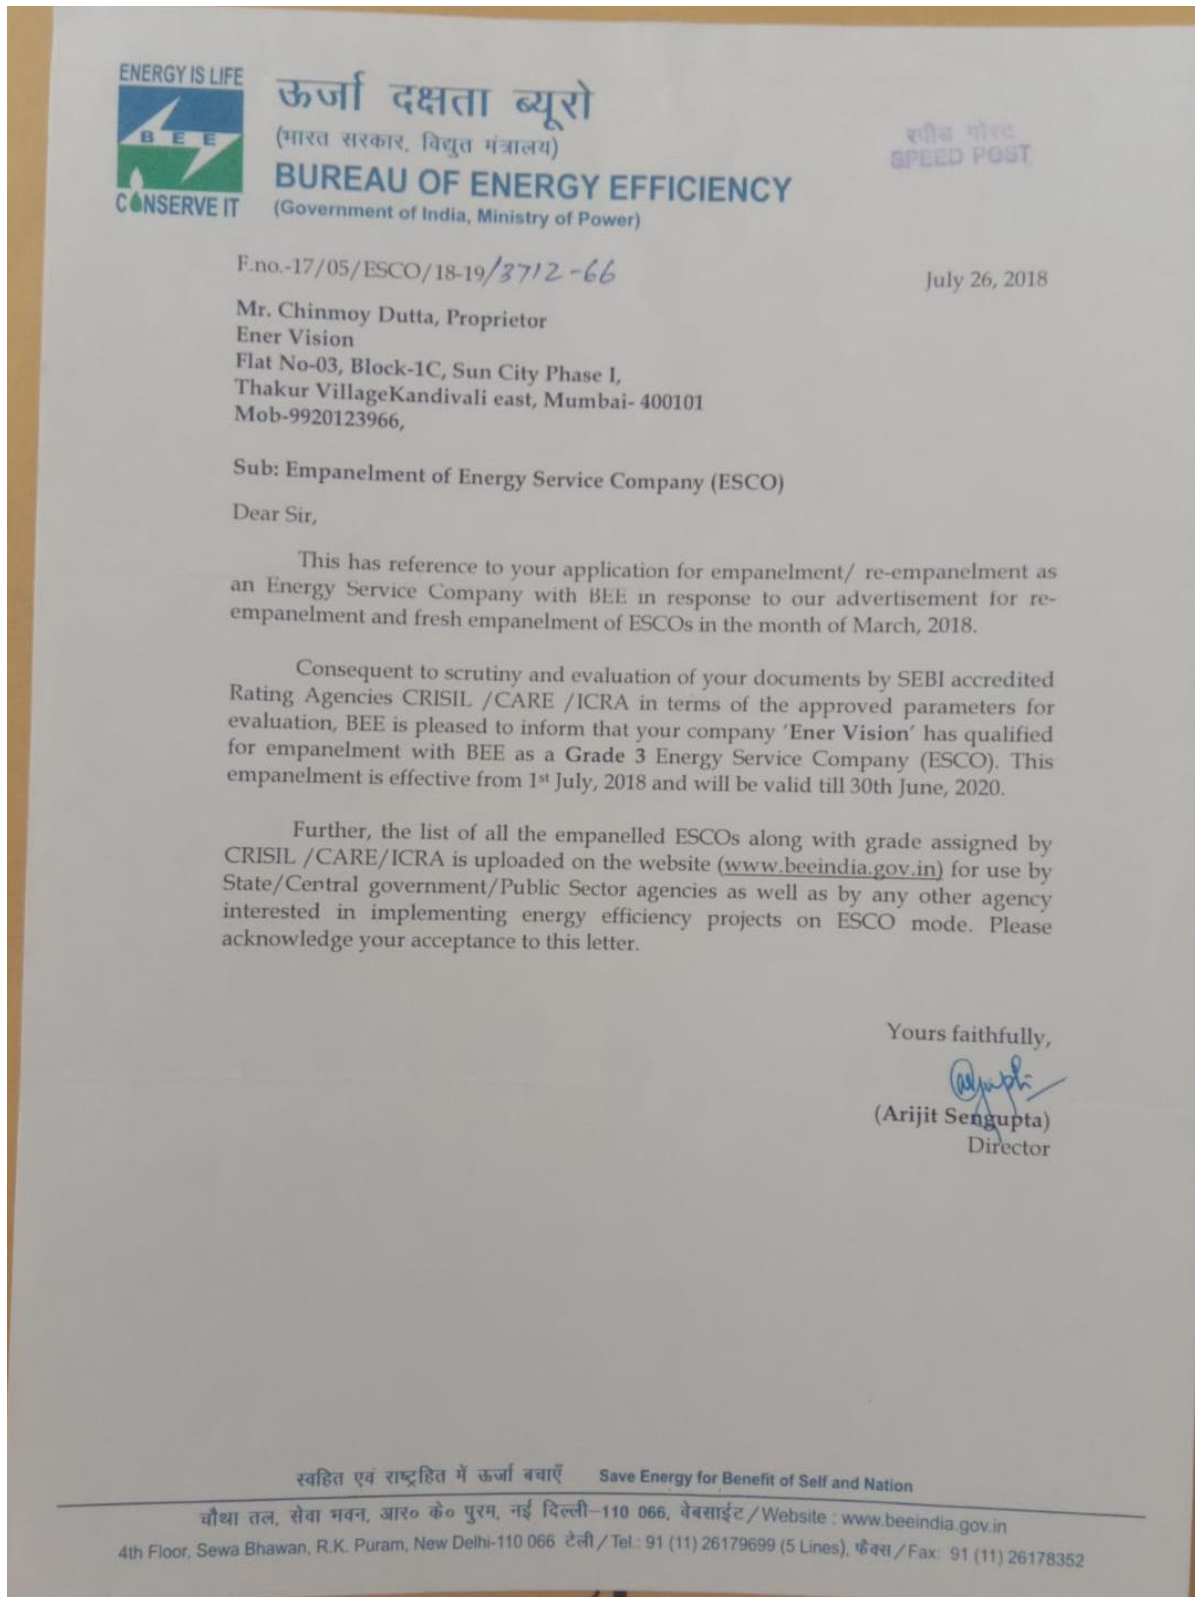 ENERGY IS LIFE
BEE
CONSERVE IT
ऊर्जा दक्षता ब्यूरो
(भारत सरकार, विद्युत मंत्रालय)
BUREAU OF ENERGY EFFICIENCY
(Government of India, Ministry of Power)
स्पीड पोस्ट
SPEED POST
F.no.-17/05/ESCO/18-19/3712-66
July 26, 2018
Mr. Chinmoy Dutta, Proprietor
Ener Vision
Flat No-03, Block-1C, Sun City Phase I,
Thakur VillageKandivali east, Mumbai- 400101
Mob-9920123966,
Sub: Empanelment of Energy Service Company (ESCO)
Dear Sir,
This has reference to your application for empanelment/ re-empanelment as
an Energy Service Company with BEE in response to our advertisement for re-
empanelment and fresh empanelment of ESCOs in the month of March, 2018.
Consequent to scrutiny and evaluation of your documents by SEBI accredited
Rating Agencies CRISIL /CARE /ICRA in terms of the approved parameters for
evaluation, BEE is pleased to inform that your company 'Ener Vision' has qualified
for empanelment with BEE as a Grade 3 Energy Service Company (ESCO). This
empanelment is effective from 1st July, 2018 and will be valid till 30th June, 2020.
Further, the list of all the empanelled ESCOs along with grade assigned by
CRISIL /CARE/ICRA is uploaded on the website (www.beeindia.gov.in) for use by
State/Central government/Public Sector agencies as well as by any other agency
interested in implementing energy efficiency projects on ESCO mode. Please
acknowledge your acceptance to this letter.
Yours faithfully,
(Arijit Sengupta)
Director
स्वहित एवं राष्ट्रहित में ऊर्जा बचाएँ Save Energy for Benefit of Self and Nation
चौथा तल, सेवा भवन, आर० के० पुरम, नई दिल्ली–110 066, वेबसाईट / Website : www.beeindia.gov.in
4th Floor, Sewa Bhawan, R.K. Puram, New Delhi-110 066 टेली / Tel.: 91 (11) 26179699 (5 Lines), फैक्स / Fax: 91 (11) 26178352